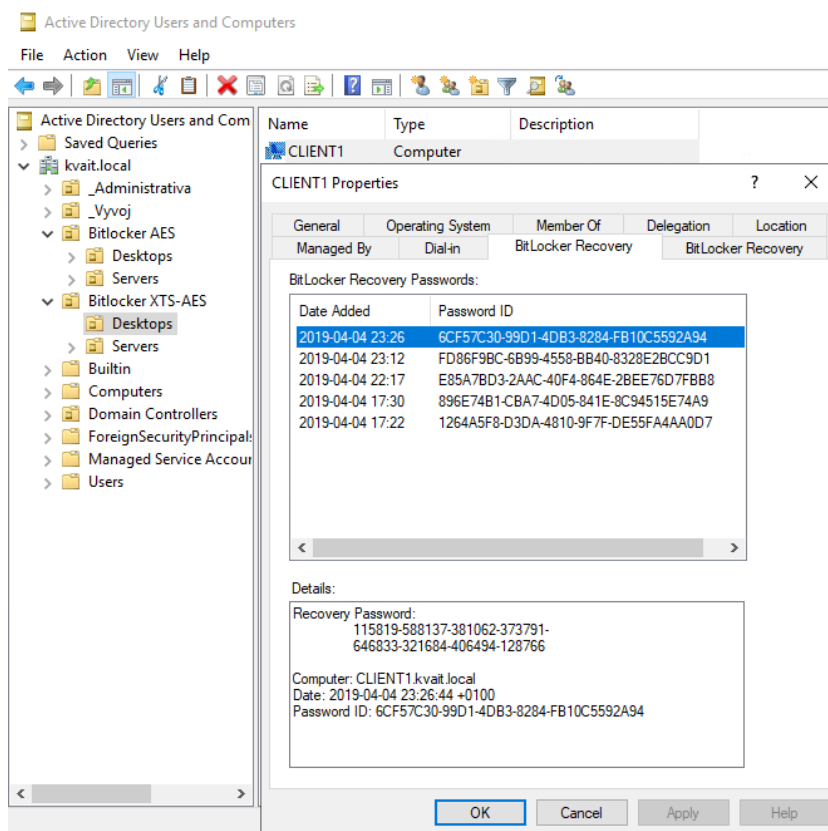 Active Directory Users and Computers
File Action View Help
Active Directory Users and Com
Saved Queries
kvait.local
_Administrativa
_Vyvoj
Bitlocker AES
Desktops
Servers
Bitlocker XTS-AES
Desktops
Servers
Builtin
Computers
Domain Controllers
ForeignSecurityPrincipals
Managed Service Accour
Users
Name Type Description
CLIENT1 Computer
CLIENT1 Properties ? X
General Operating System Member Of Delegation Location
Managed By Dial-in BitLocker Recovery BitLocker Recovery
BitLocker Recovery Passwords:
Date Added Password ID
2019-04-04 23:26 6CF57C30-99D1-4DB3-8284-FB10C5592A94
2019-04-04 23:12 FD86F9BC-6B99-4558-BB40-8328E2BCC9D1
2019-04-04 22:17 E85A7BD3-2AAC-40F4-864E-2BEE76D7FBB8
2019-04-04 17:30 896E74B1-CBA7-4D05-841E-8C94515E74A9
2019-04-04 17:22 1264A5F8-D3DA-4810-9F7F-DE55FA4AA0D7
Details:
Recovery Password:
115819-588137-381062-373791-
646833-321684-406494-128766
Computer: CLIENT1.kvait.local
Date: 2019-04-04 23:26:44 +0100
Password ID: 6CF57C30-99D1-4DB3-8284-FB10C5592A94
OK Cancel Apply Help